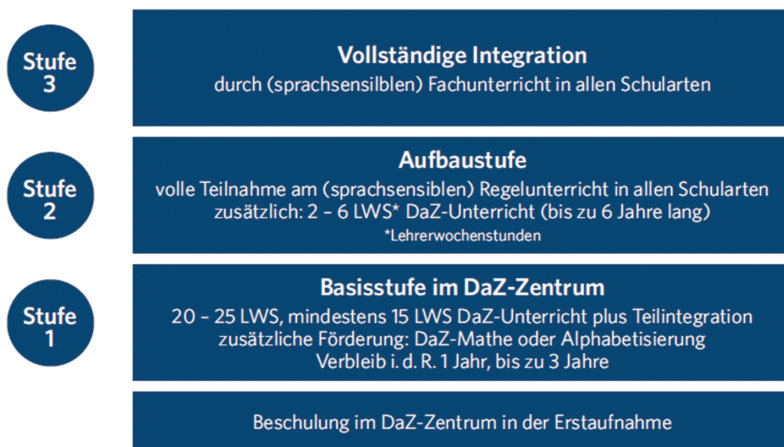 Stufe
3
Vollständige Integration
durch (sprachsensilblen) Fachunterricht in allen Schularten
Stufe
2
Aufbaustufe
volle Teilnahme am (sprachsensiblen) Regelunterricht in allen Schularten
zusätzlich: 2 – 6 LWS* DaZ-Unterricht (bis zu 6 Jahre lang)
*Lehrerwochenstunden
Stufe
1
Basisstufe im DaZ-Zentrum
20 – 25 LWS, mindestens 15 LWS DaZ-Unterricht plus Teilintegration
zusätzliche Förderung: DaZ-Mathe oder Alphabetisierung
Verbleib i. d. R. 1 Jahr, bis zu 3 Jahre
Beschulung im DaZ-Zentrum in der Erstaufnahme